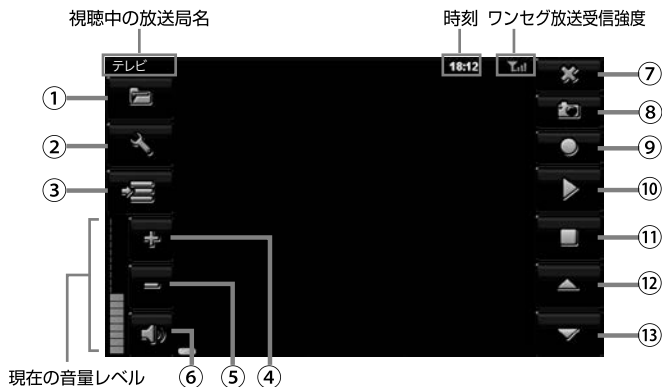 視聴中の放送局名
時刻
ワンセグ放送受信強度
テレビ
18:12
①
②
③
④
⑤
⑥
⑦
⑧
⑨
⑩
⑪
⑫
⑬
現在の音量レベル